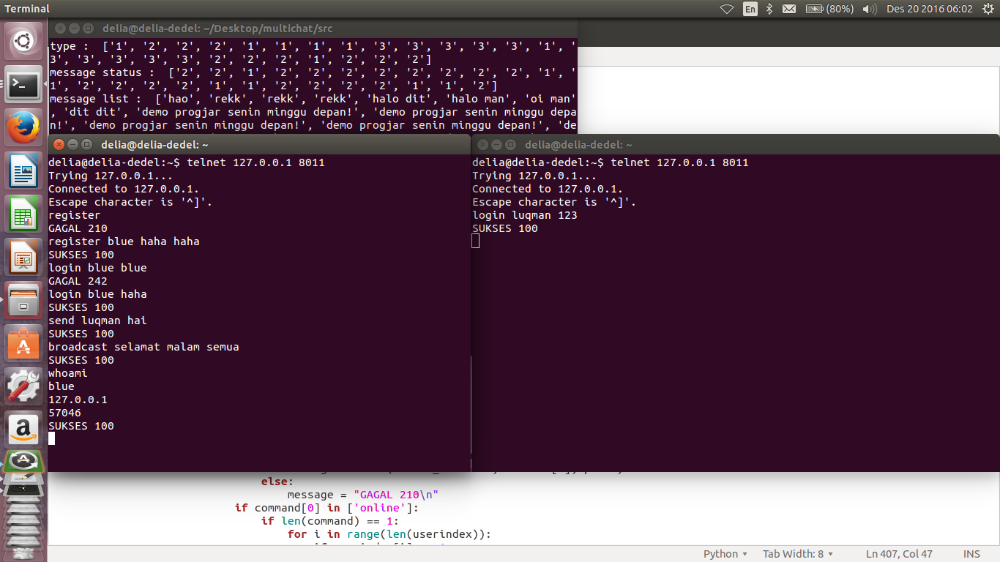 Terminal
En
(80%)
Des 20 2016 06:02
delia@delia-dedel: ~/Desktop/multichat/src
type :  ['1', '2', '2', '2', '1', '1', '1', '1', '3', '3', '3', '3', '3', '1', '
3', '3', '3', '3', '3', '2', '2', '2', '1', '2', '2', '2']
message status :  ['2', '2', '1', '2', '2', '2', '2', '2', '2', '2', '2', '1', '
1', '2', '2', '2', '2', '1', '1', '2', '2', '2', '2', '1', '1', '2']
message list :  ['hao', 'rekk', 'rekk', 'rekk', 'halo dit', 'halo man', 'oi man'
, 'dit dit', 'demo progjar senin minggu depan!', 'demo progjar senin minggu depa
n!', 'demo progjar senin minggu depan!', 'demo progjar senin minggu depan!', 'de
delia@delia-dedel: ~
delia@delia-dedel:~$ telnet 127.0.0.1 8011
Trying 127.0.0.1...
Connected to 127.0.0.1.
Escape character is '^]'.
register
GAGAL 210
register blue haha haha
SUKSES 100
login blue blue
GAGAL 242
login blue haha
SUKSES 100
send luqman hai
SUKSES 100
broadcast selamat malam semua
SUKSES 100
whoami
blue
127.0.0.1
57046
SUKSES 100
delia@delia-dedel: ~
delia@delia-dedel:~$ telnet 127.0.0.1 8011
Trying 127.0.0.1...
Connected to 127.0.0.1.
Escape character is '^]'.
login luqman 123
SUKSES 100
else:
message = "GAGAL 210\n"
if command[0] in ['online']:
if len(command) == 1:
for i in range(len(userindex)):
Python
Tab Width: 8
Ln 407, Col 47
INS